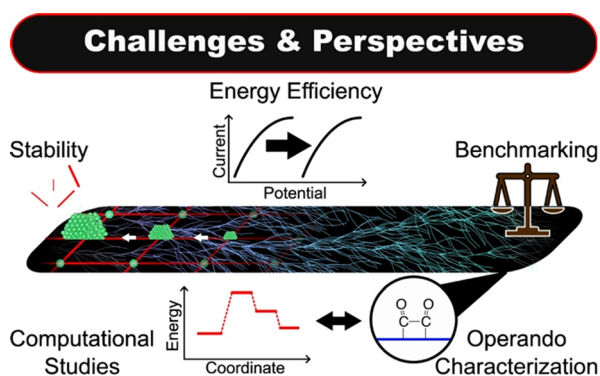 Challenges & Perspectives
Energy Efficiency
Current
Potential
Stability
Benchmarking
Computational
Studies
Energy
Coordinate
O O
C–C
Operando
Characterization